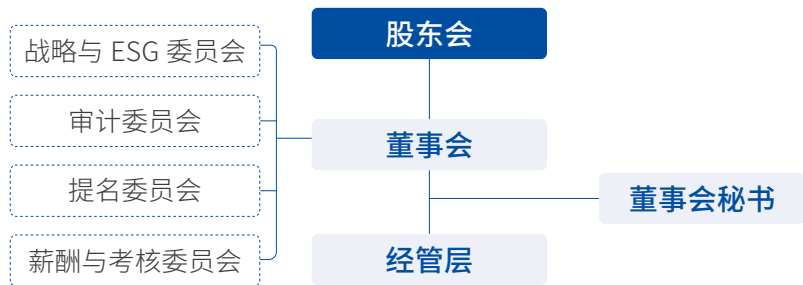 股东会
战略与 ESG 委员会
审计委员会
董事会
提名委员会
董事会秘书
薪酬与考核委员会
经管层